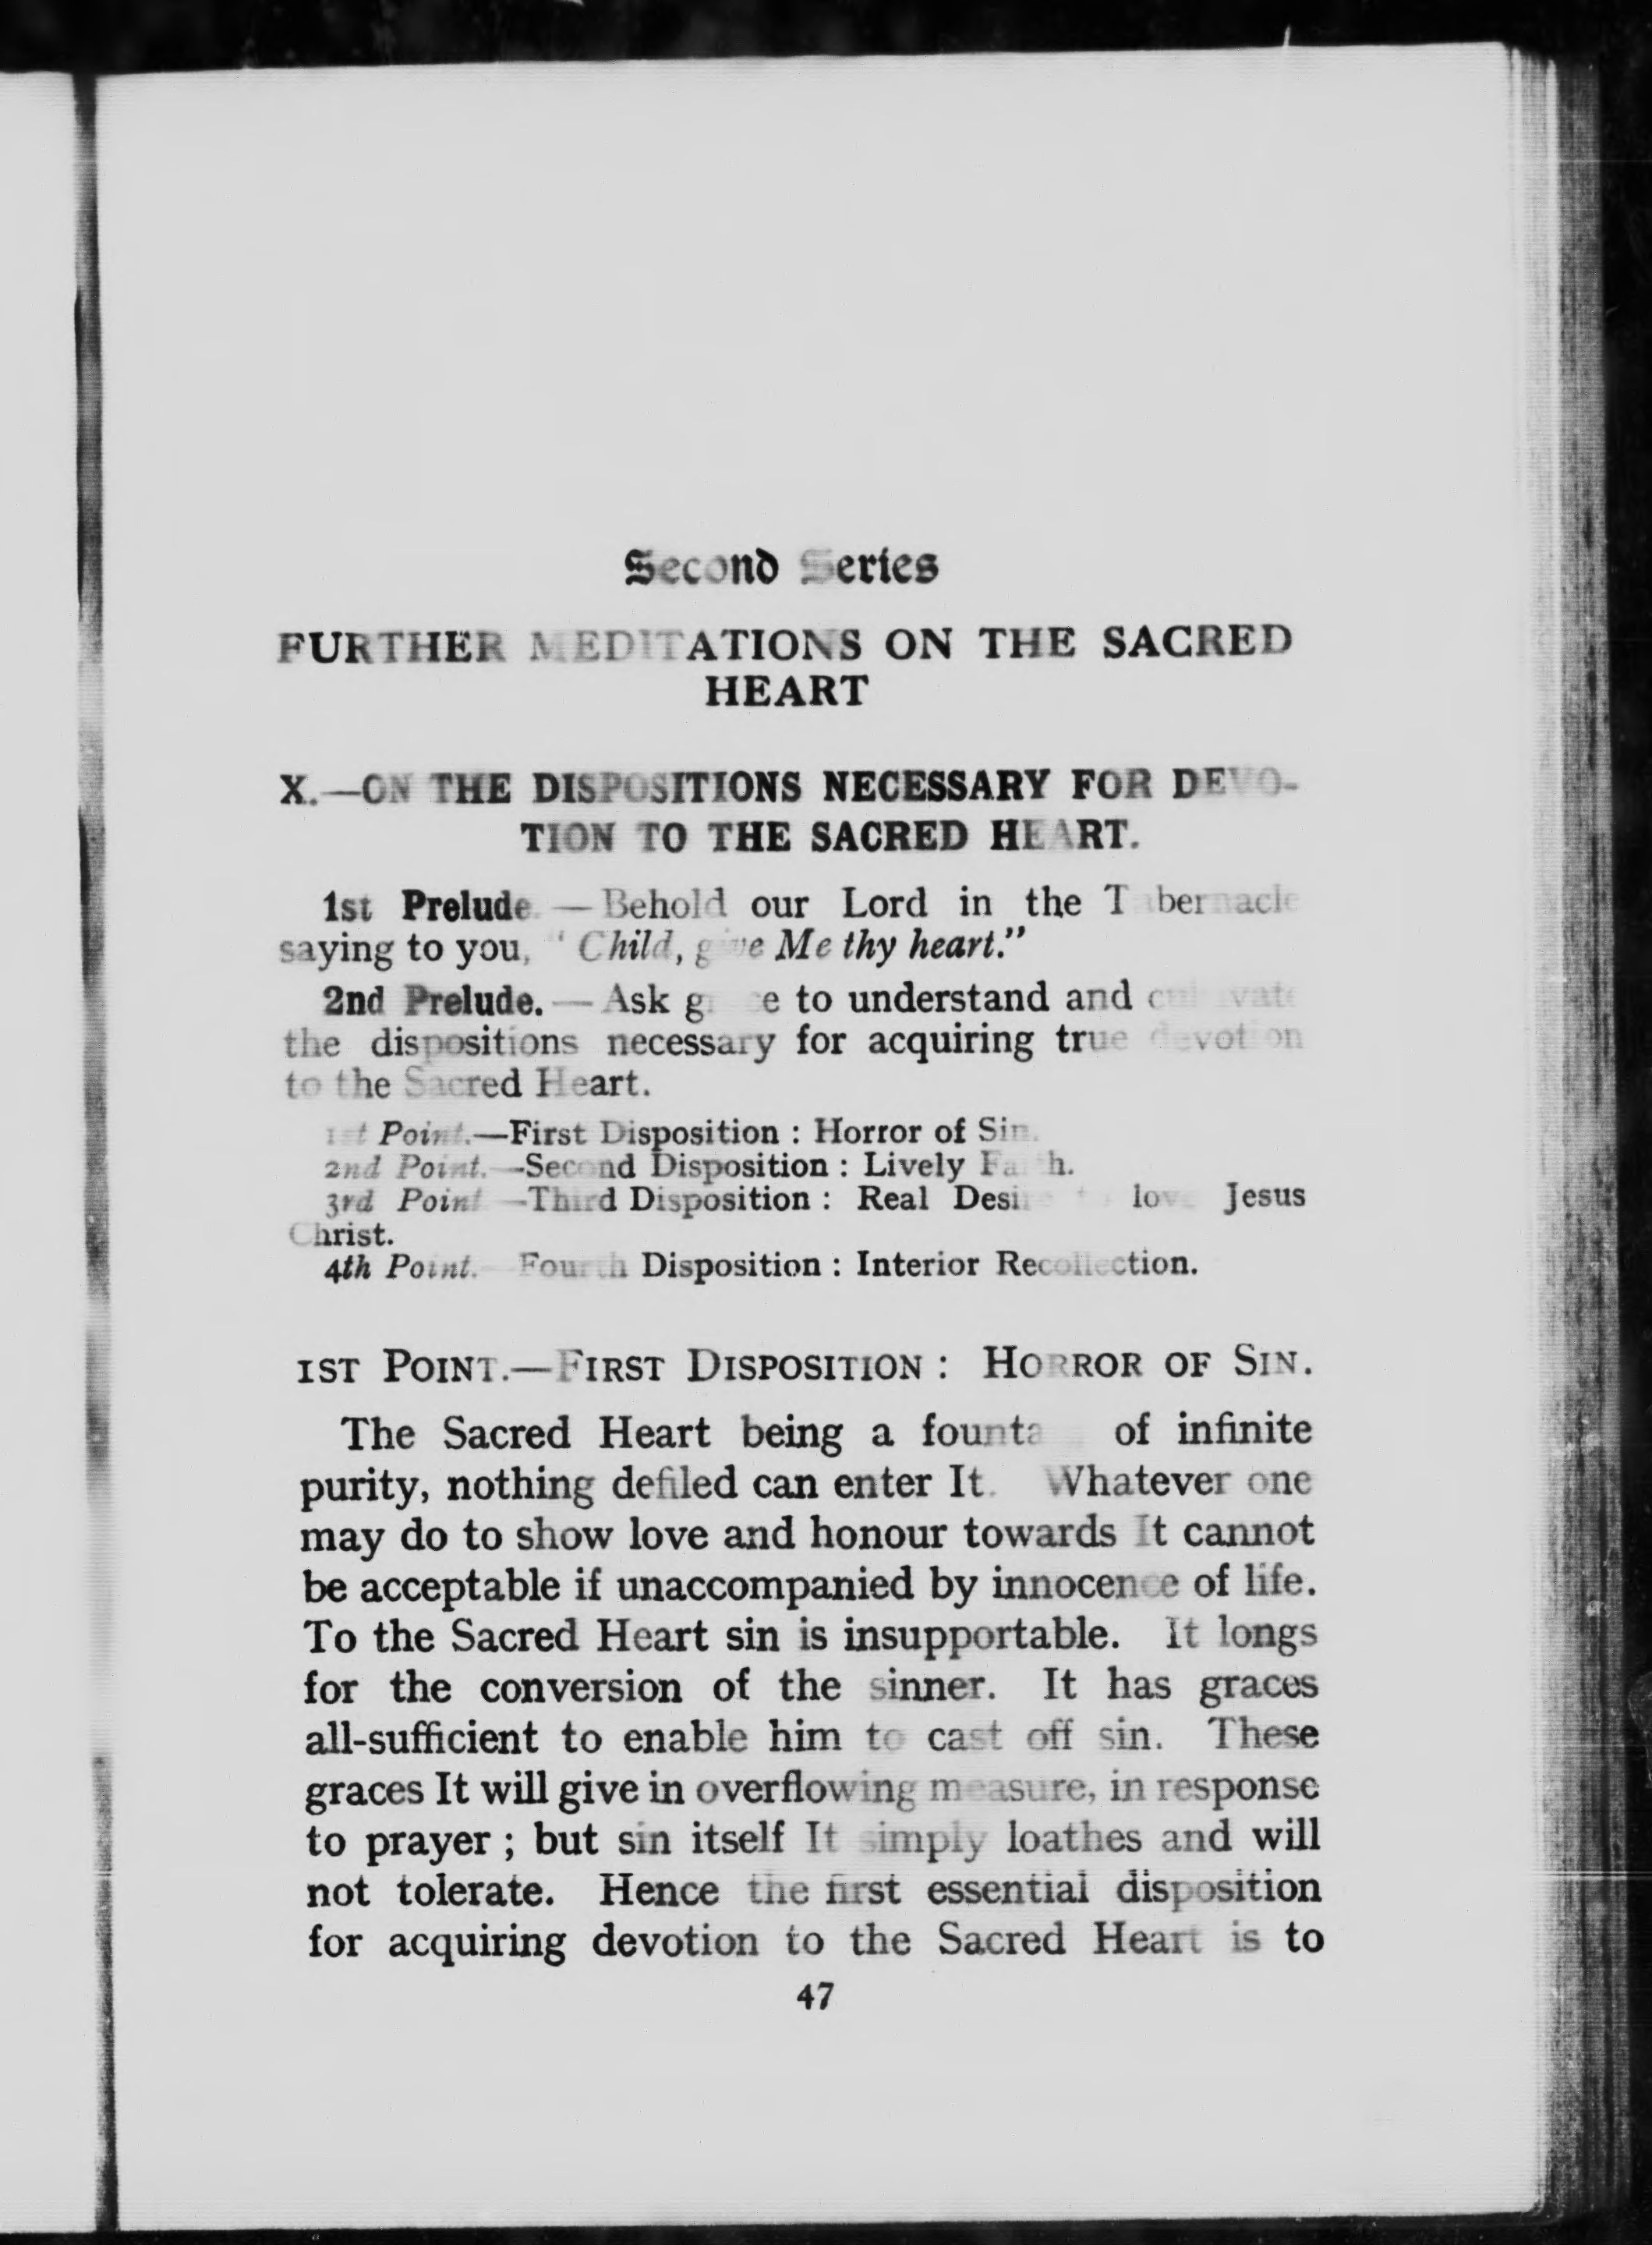 Second Series
FURTHER MEDITATIONS ON THE SACRED
HEART
X.—ON THE DISPOSITIONS NECESSARY FOR DEVO-
TION TO THE SACRED HEART.
1st Prelude.—Behold our Lord in the Tabernacle
saying to you, "Child, give Me thy heart."
2nd Prelude.—Ask grace to understand and cultivate
the dispositions necessary for acquiring true devotion
to the Sacred Heart.
1st Point.—First Disposition : Horror of Sin.
2nd Point.—Second Disposition : Lively Faith.
3rd Point.—Third Disposition : Real Desire to love Jesus
Christ.
4th Point.—Fourth Disposition : Interior Recollection.
1ST POINT.—FIRST DISPOSITION : HORROR OF SIN.
The Sacred Heart being a fountain of infinite
purity, nothing defiled can enter It. Whatever one
may do to show love and honour towards It cannot
be acceptable if unaccompanied by innocence of life.
To the Sacred Heart sin is insupportable. It longs
for the conversion of the sinner. It has graces
all-sufficient to enable him to cast off sin. These
graces It will give in overflowing measure, in response
to prayer ; but sin itself It simply loathes and will
not tolerate. Hence the first essential disposition
for acquiring devotion to the Sacred Heart is to
47